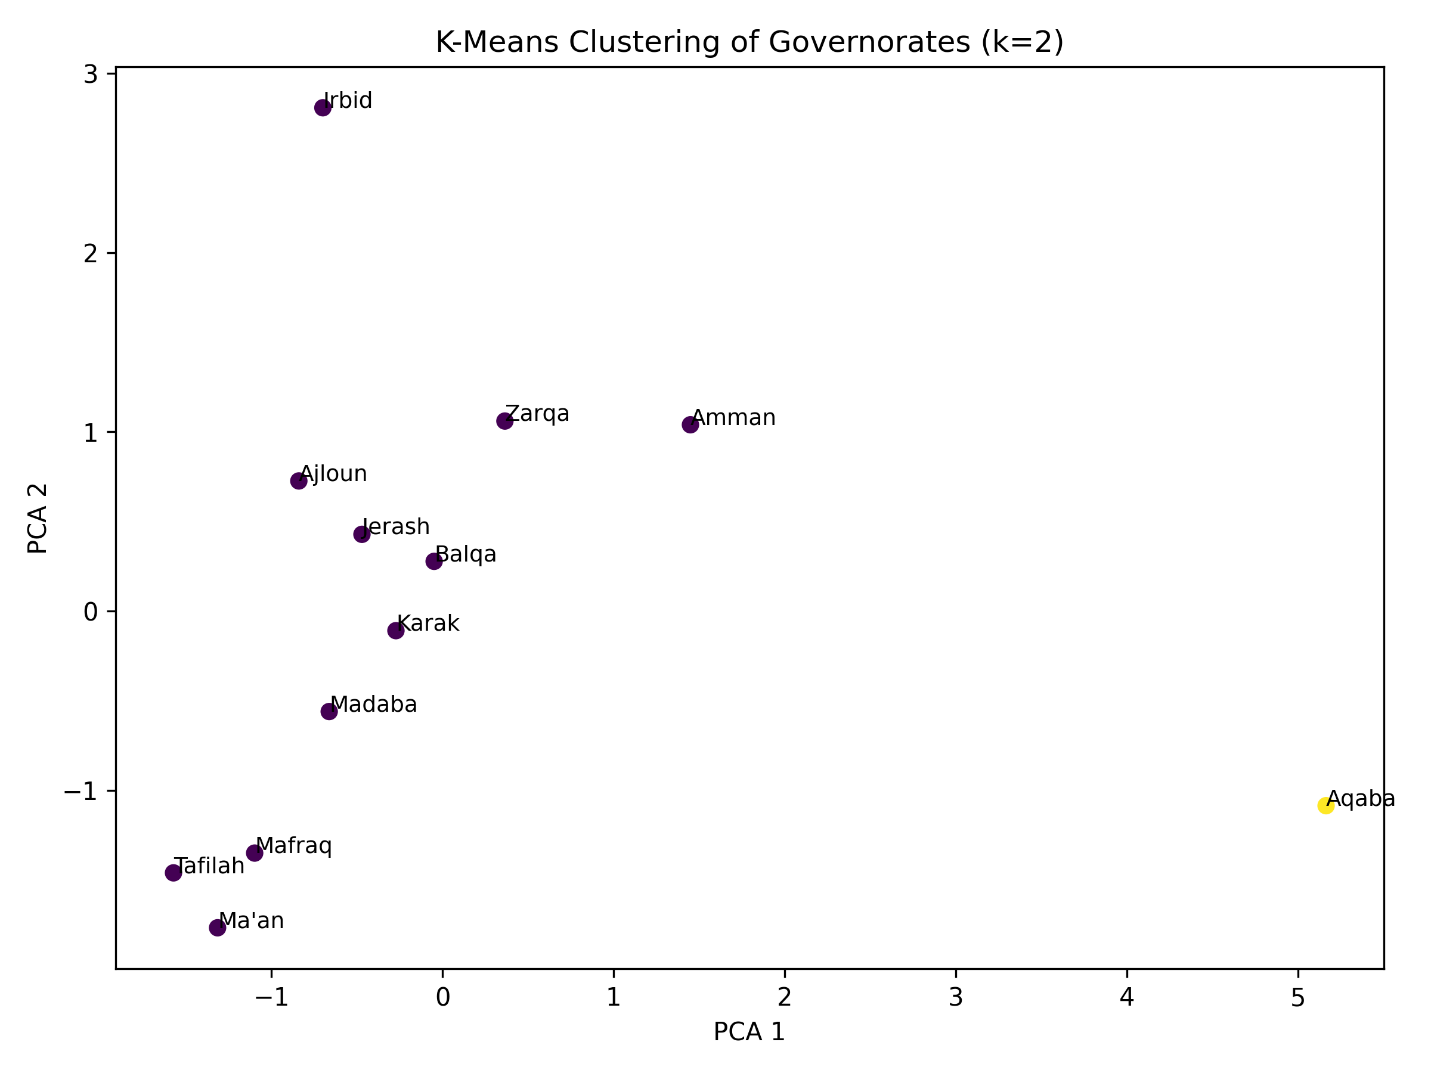 K-Means Clustering of Governorates (k=2)
3
Irbid
2
Zarqa
Amman
1
Ajloun
Jerash
Balqa
PCA 2
0
Karak
Madaba
−1
Aqaba
Mafraq
Tafilah
Ma'an
−1 0 1 2 3 4 5
PCA 1